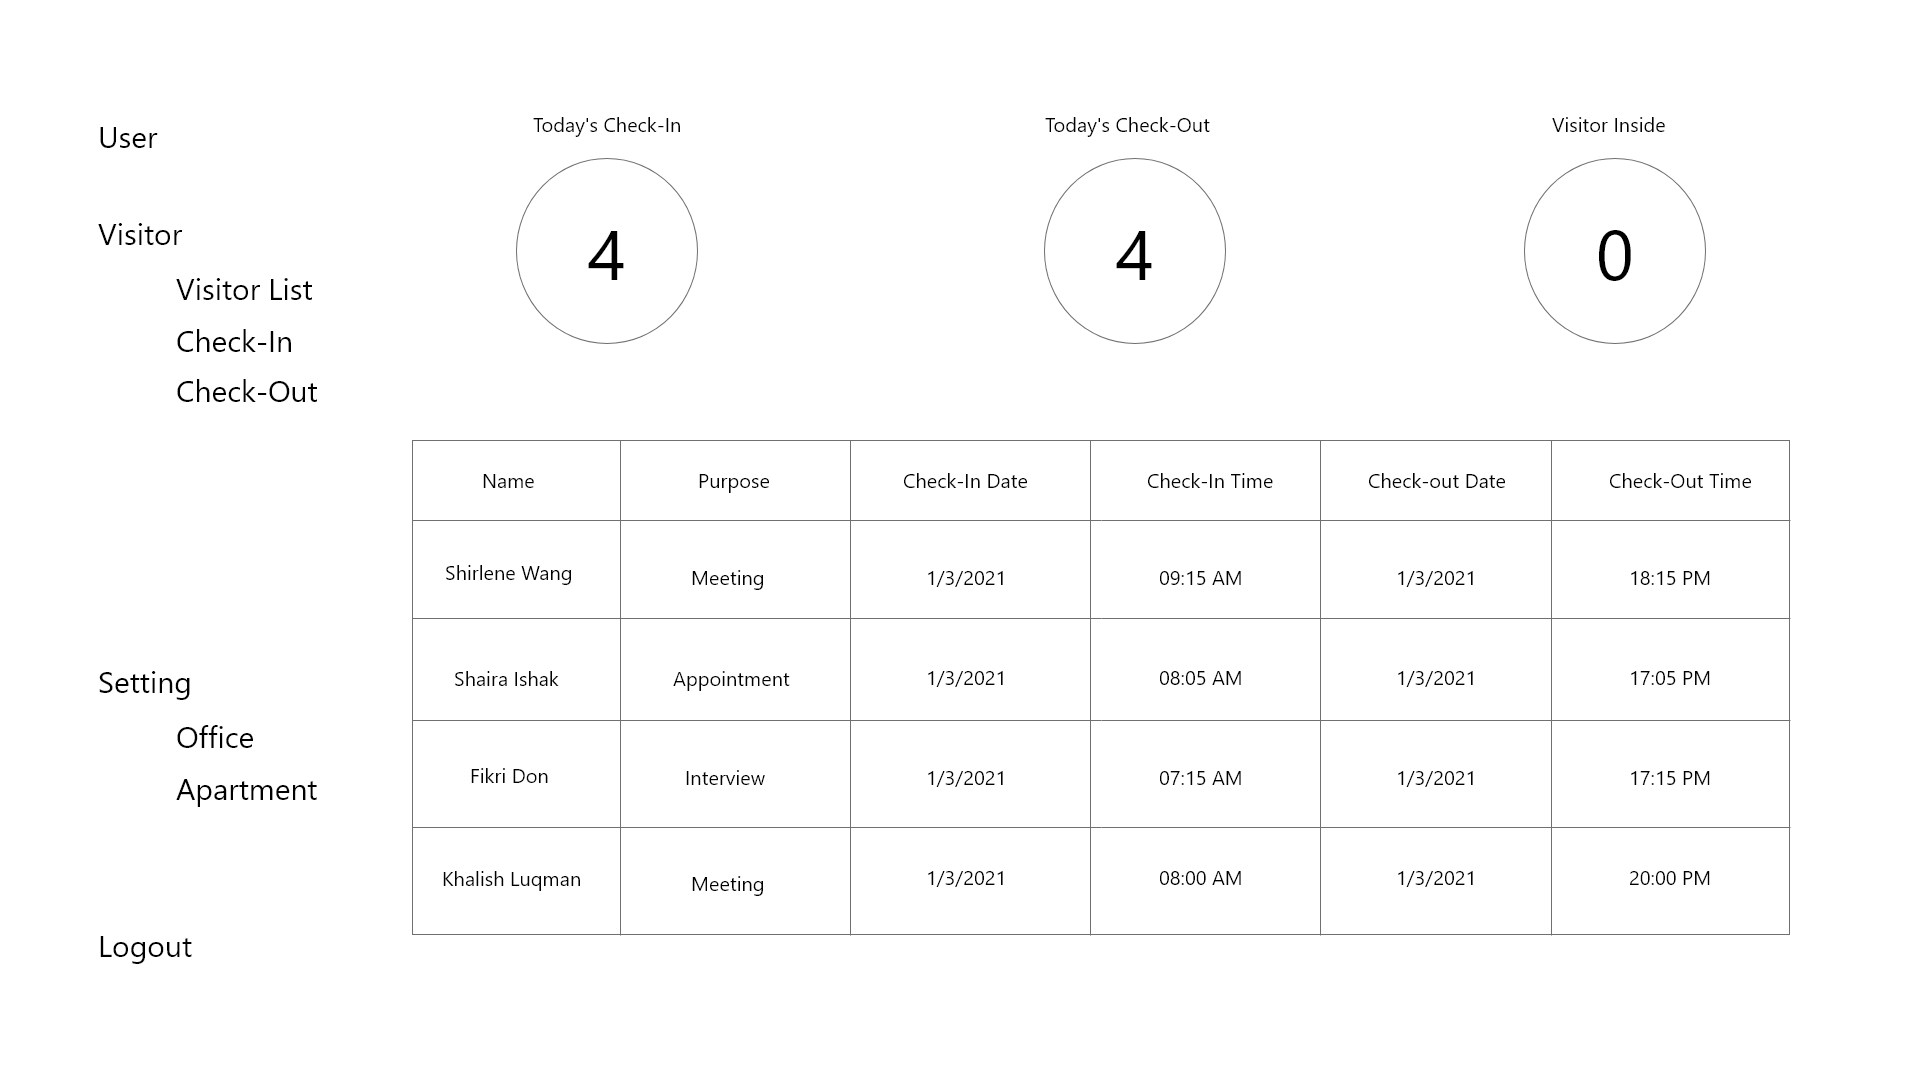 User
Visitor
Visitor List
Check-In
Check-Out
Setting
Office
Apartment
Logout
Today's Check-In
4
Today's Check-Out
4
Visitor Inside
0
Name Purpose Check-In Date Check-In Time Check-out Date Check-Out Time
Shirlene Wang Meeting 1/3/2021 09:15 AM 1/3/2021 18:15 PM
Shaira Ishak Appointment 1/3/2021 08:05 AM 1/3/2021 17:05 PM
Fikri Don Interview 1/3/2021 07:15 AM 1/3/2021 17:15 PM
Khalish Luqman Meeting 1/3/2021 08:00 AM 1/3/2021 20:00 PM